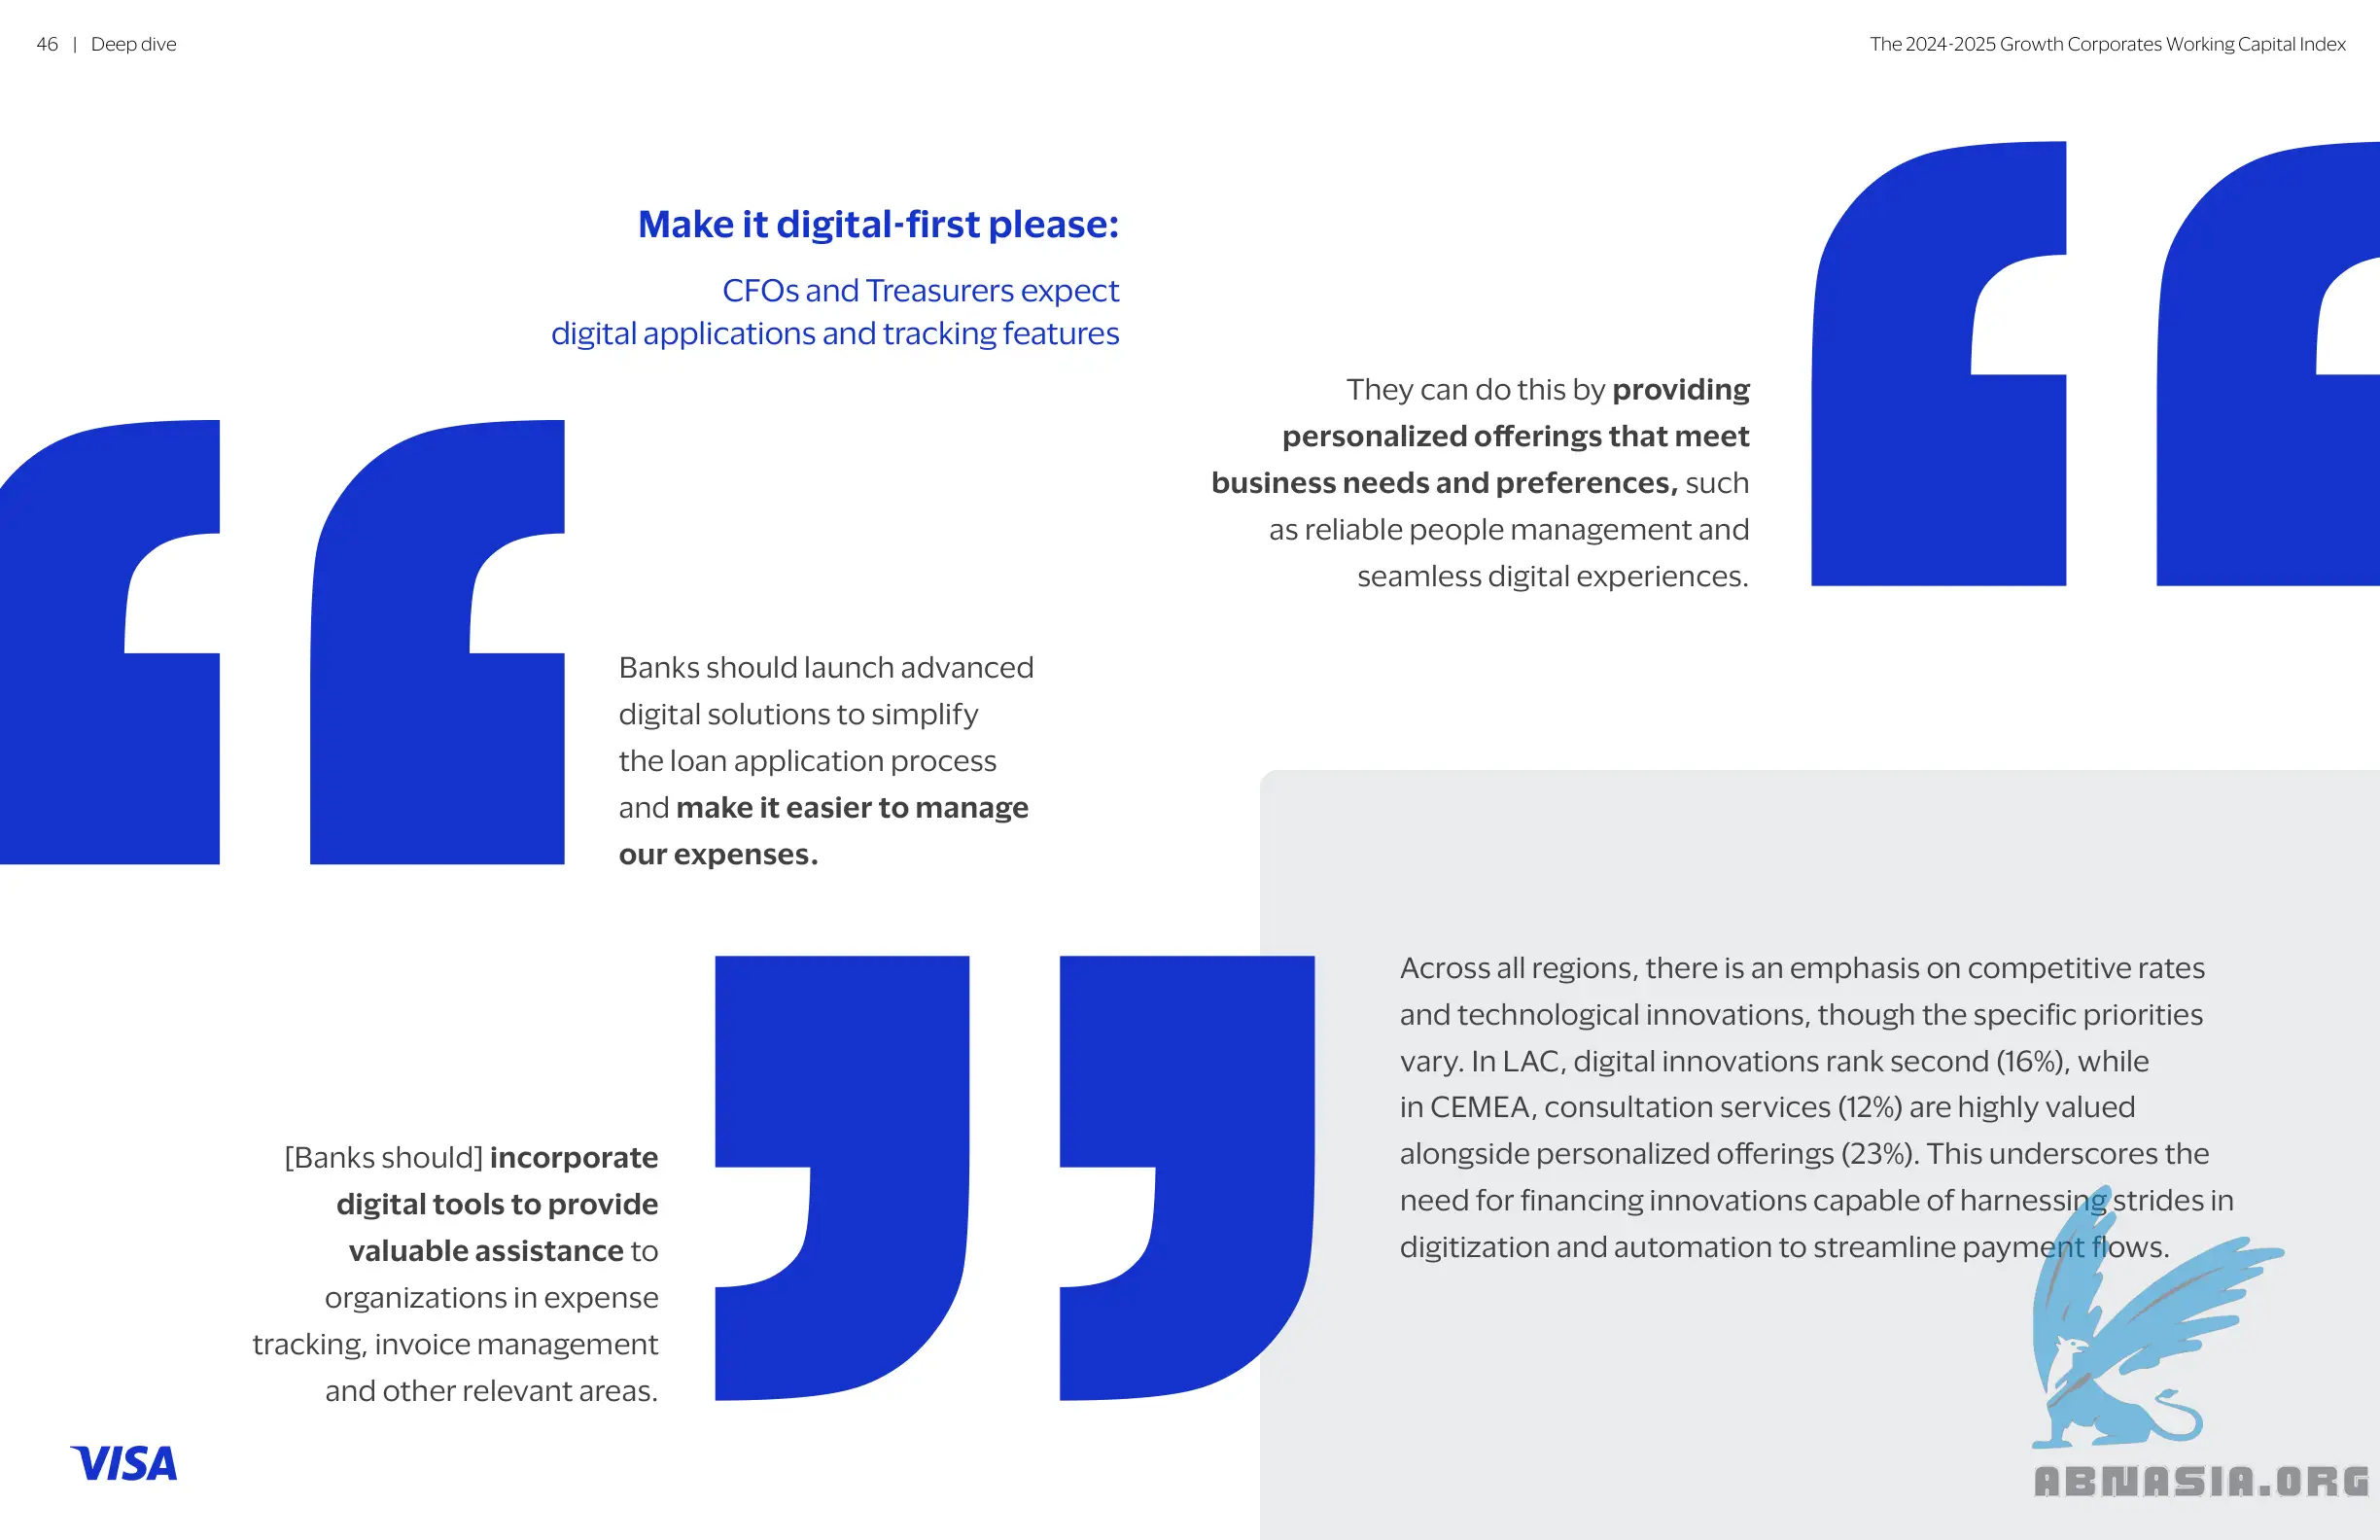 46 | Deep dive
The 2024-2025 Growth Corporates Working Capital Index
Make it digital-first please:
CFOs and Treasurers expect
digital applications and tracking features
Banks should launch advanced
digital solutions to simplify
the loan application process
and make it easier to manage
our expenses.
[Banks should] incorporate
digital tools to provide
valuable assistance to
organizations in expense
tracking, invoice management
and other relevant areas.
They can do this by providing
personalized offerings that meet
business needs and preferences, such
as reliable people management and
seamless digital experiences.
Across all regions, there is an emphasis on competitive rates
and technological innovations, though the specific priorities
vary. In LAC, digital innovations rank second (16%), while
in CEMEA, consultation services (12%) are highly valued
alongside personalized offerings (23%). This underscores the
need for financing innovations capable of harnessing strides in
digitization and automation to streamline payment flows.
VISA
ABNASIA.ORG